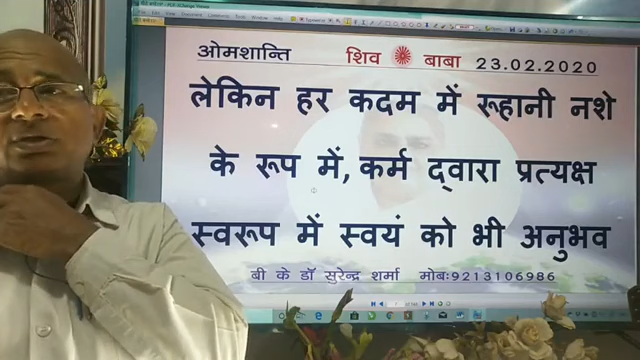 ओमशान्ति शिव बाबा 23.02.2020
लेकिन हर कदम में रूहानी नशे
के रूप में, कर्म द्वारा प्रत्यक्ष
स्वरूप में स्वयं को भी अनुभव
बी के डॉ सुरेन्द्र शर्मा मोबः9213106986